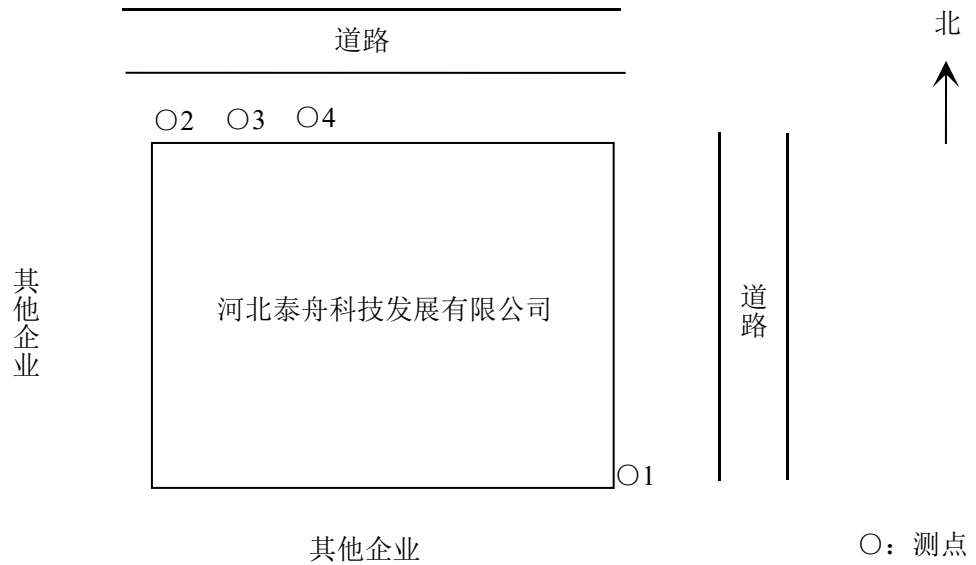 道路
北
○2 ○3 ○4
其他企业
河北泰舟科技发展有限公司
道路
○1
其他企业
○：测点